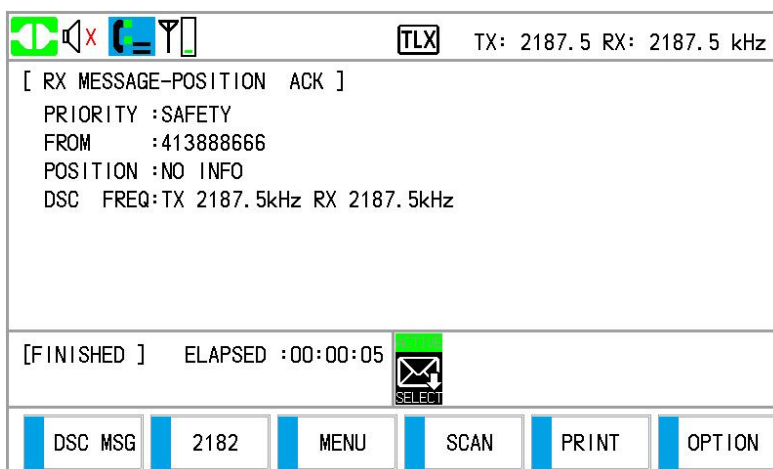 TLX TX: 2187.5 RX: 2187.5 kHz
[ RX MESSAGE-POSITION ACK ]
PRIORITY :SAFETY
FROM :413888666
POSITION :NO INFO
DSC FREQ:TX 2187.5kHz RX 2187.5kHz
[FINISHED ] ELAPSED :00:00:05
ACTIVE
SELECT
DSC MSG 2182 MENU SCAN PRINT OPTION